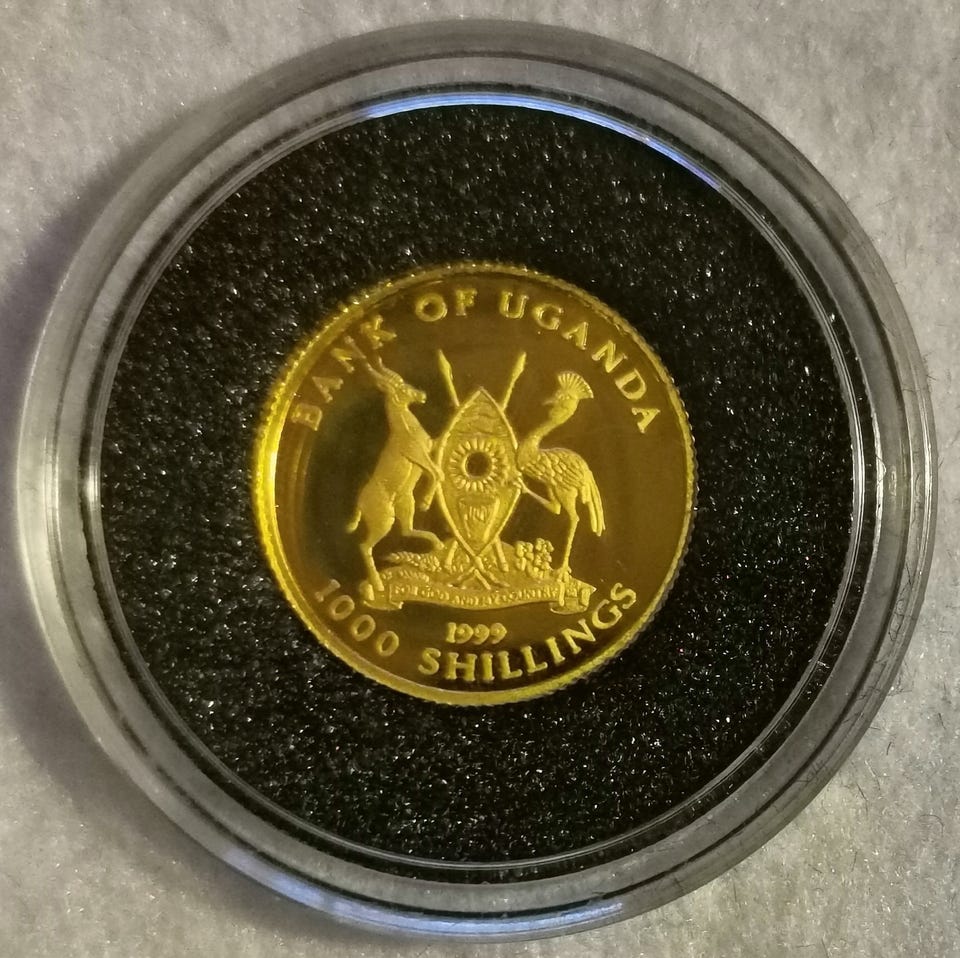 BANK OF UGANDA
FOR GOD AND MY COUNTRY
1999
1000 SHILLINGS